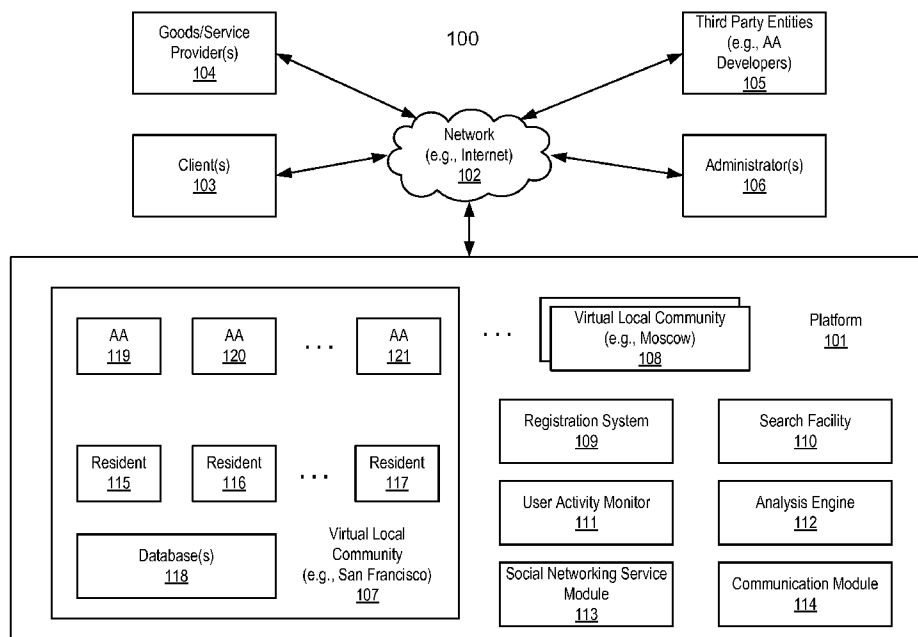 Goods/Service
Provider(s)
104
100
Third Party Entities
(e.g., AA
Developers)
105
Network
(e.g., Internet)
102
Client(s)
103
Administrator(s)
106
AA
119
AA
120
. . .
AA
121
. . .
Virtual Local Community
(e.g., Moscow)
108
Platform
101
Registration System
109
Search Facility
110
Resident
115
Resident
116
. . .
Resident
117
User Activity Monitor
111
Analysis Engine
112
Database(s)
118
Virtual Local
Community
(e.g., San Francisco)
107
Social Networking Service
Module
113
Communication Module
114